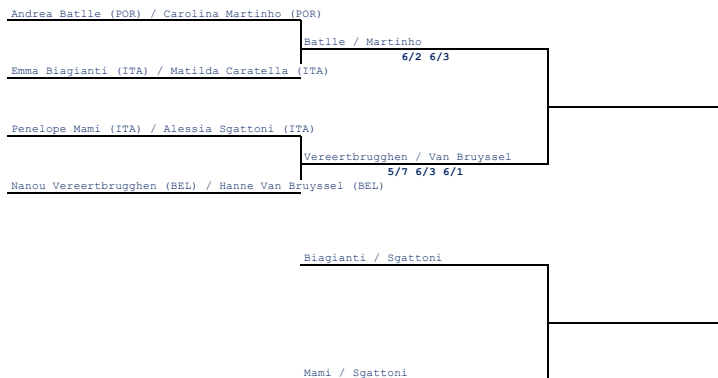 Andrea Batlle (POR) / Carolina Martinho (POR)
Batlle / Martinho
6/2 6/3
Emma Biagianti (ITA) / Matilda Caratella (ITA)
Penelope Mami (ITA) / Alessia Sgattoni (ITA)
Vereertbrugghen / Van Bruyssel
5/7 6/3 6/1
Nanou Vereertbrugghen (BEL) / Hanne Van Bruyssel (BEL)
Biagianti / Sgattoni
Mami / Sgattoni